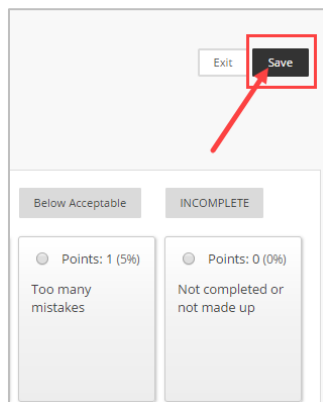 Exit Save
Below Acceptable INCOMPLETE
Points: 1 (5%) Points: 0 (0%)
Too many
mistakes
Not completed or
not made up